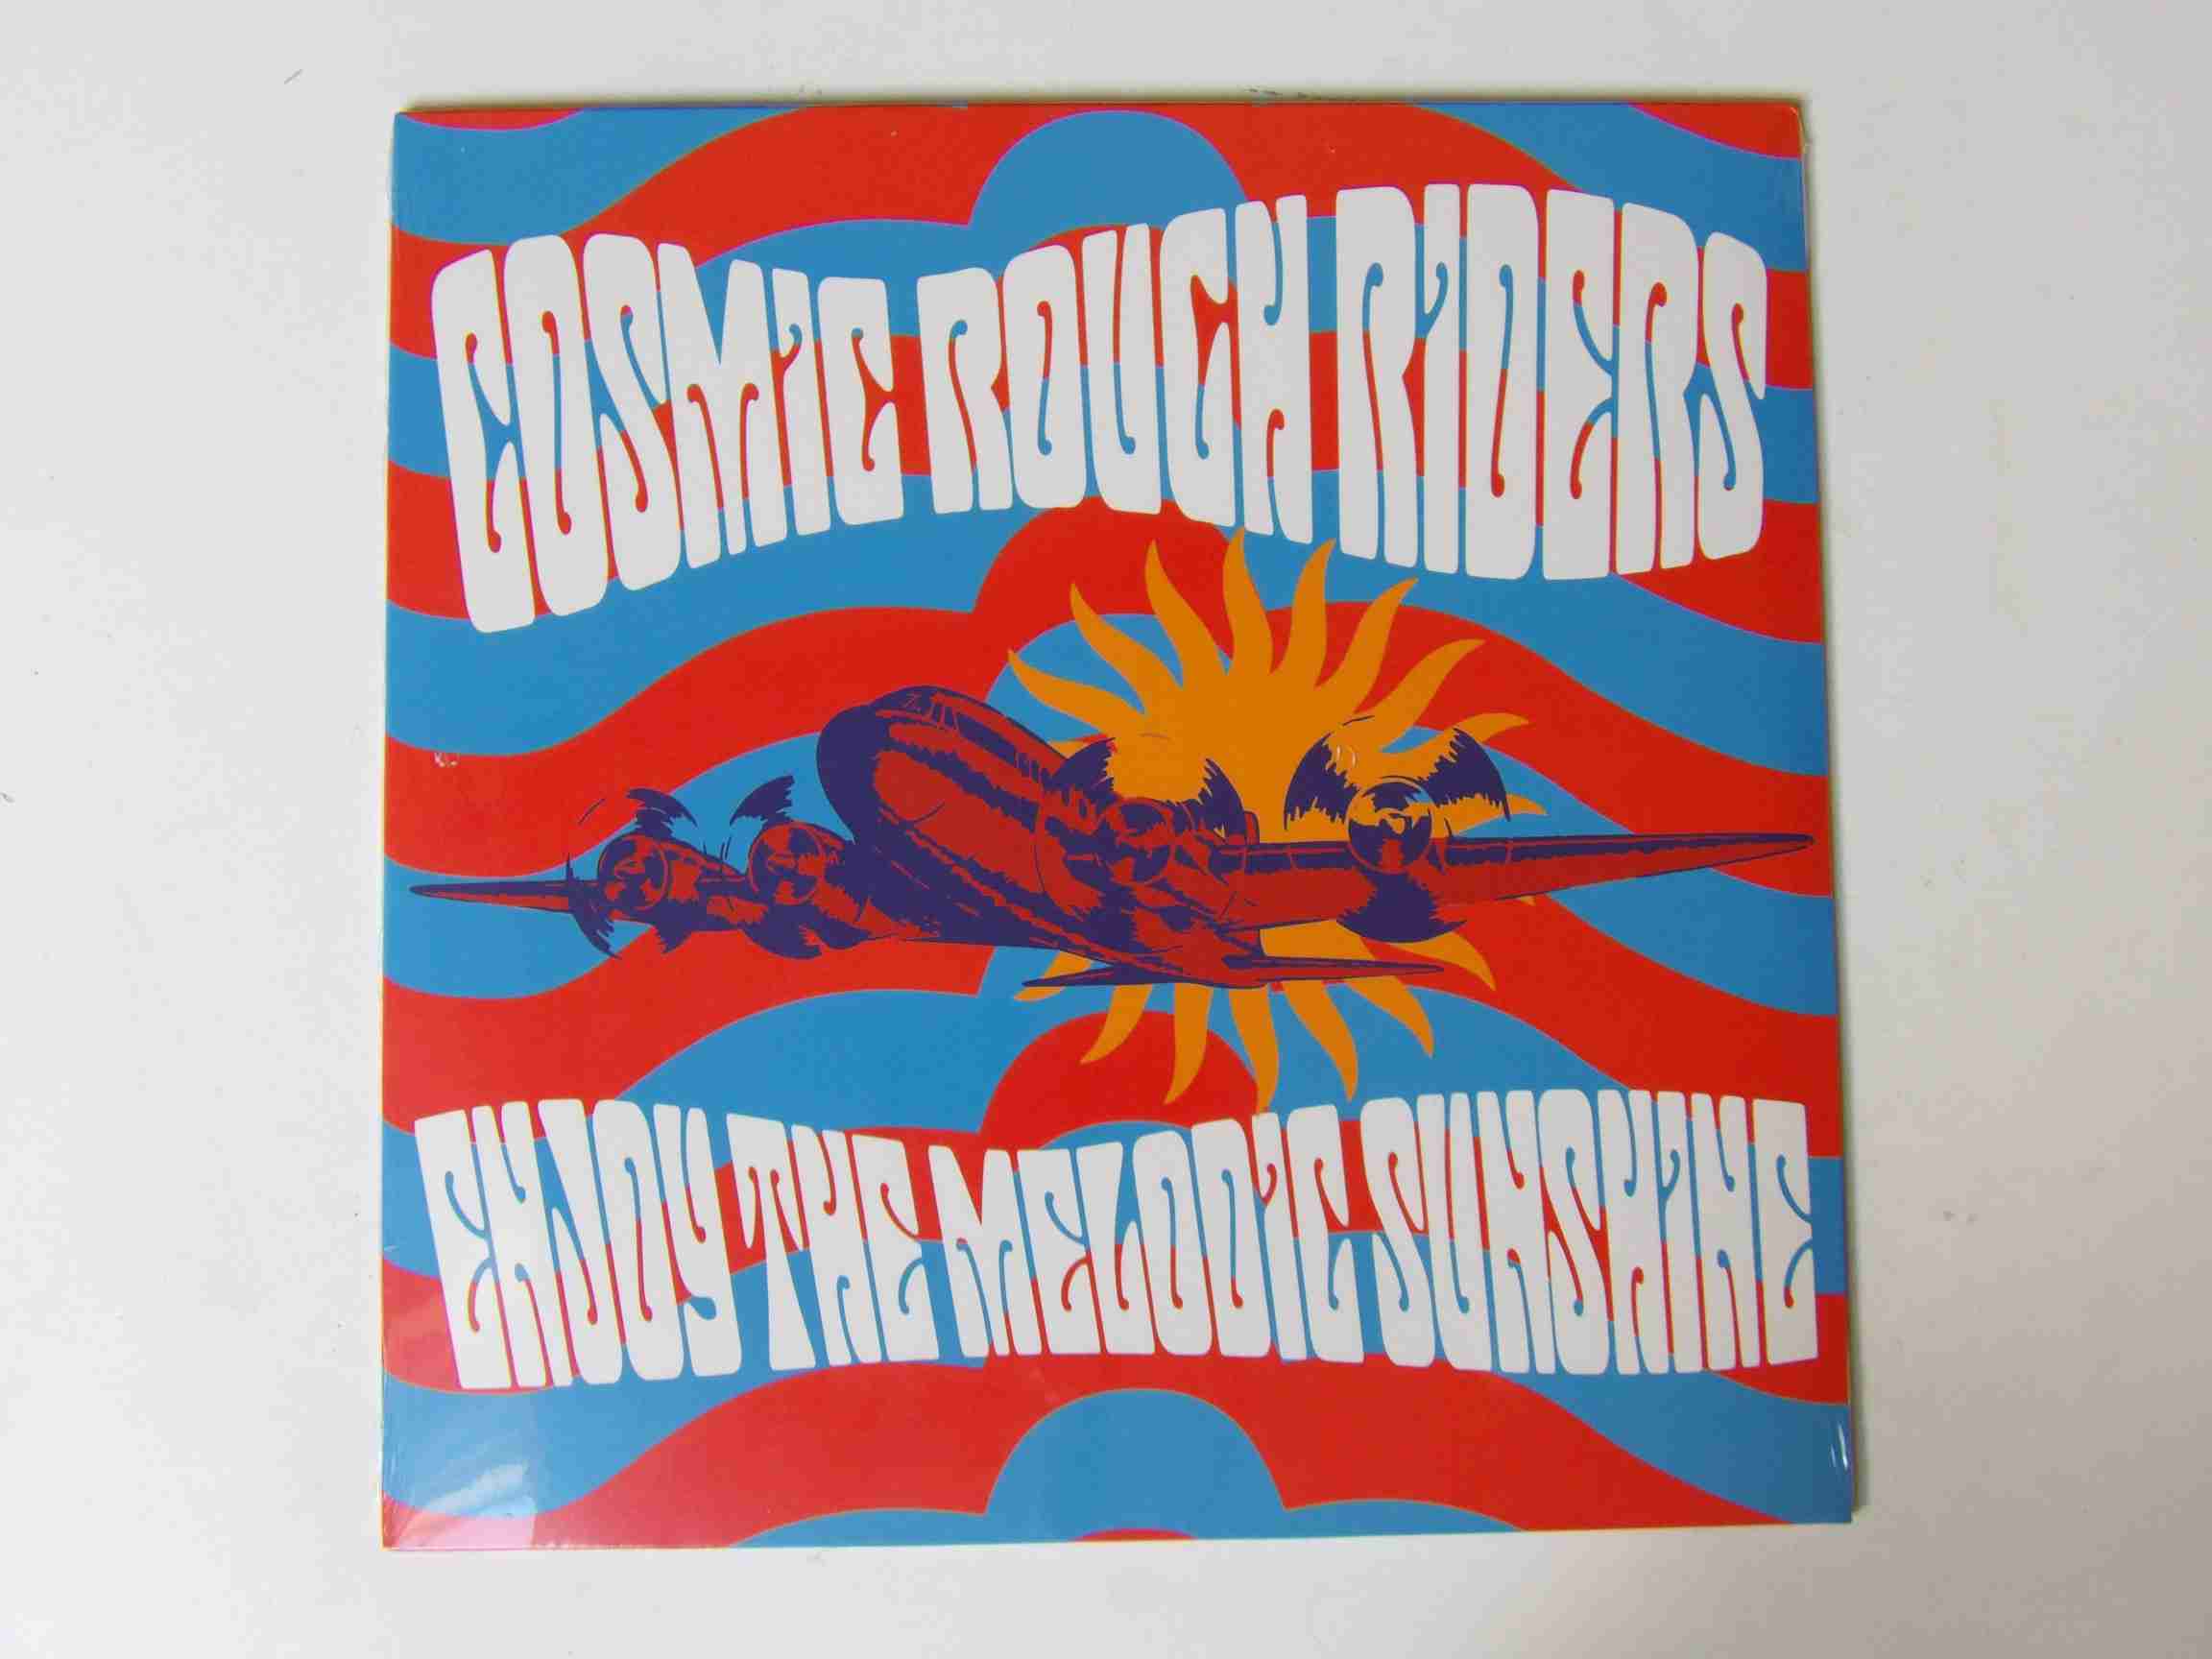 COSMIC ROUGH RIDERS
ENJOY THE MELODIC SUNSHINE